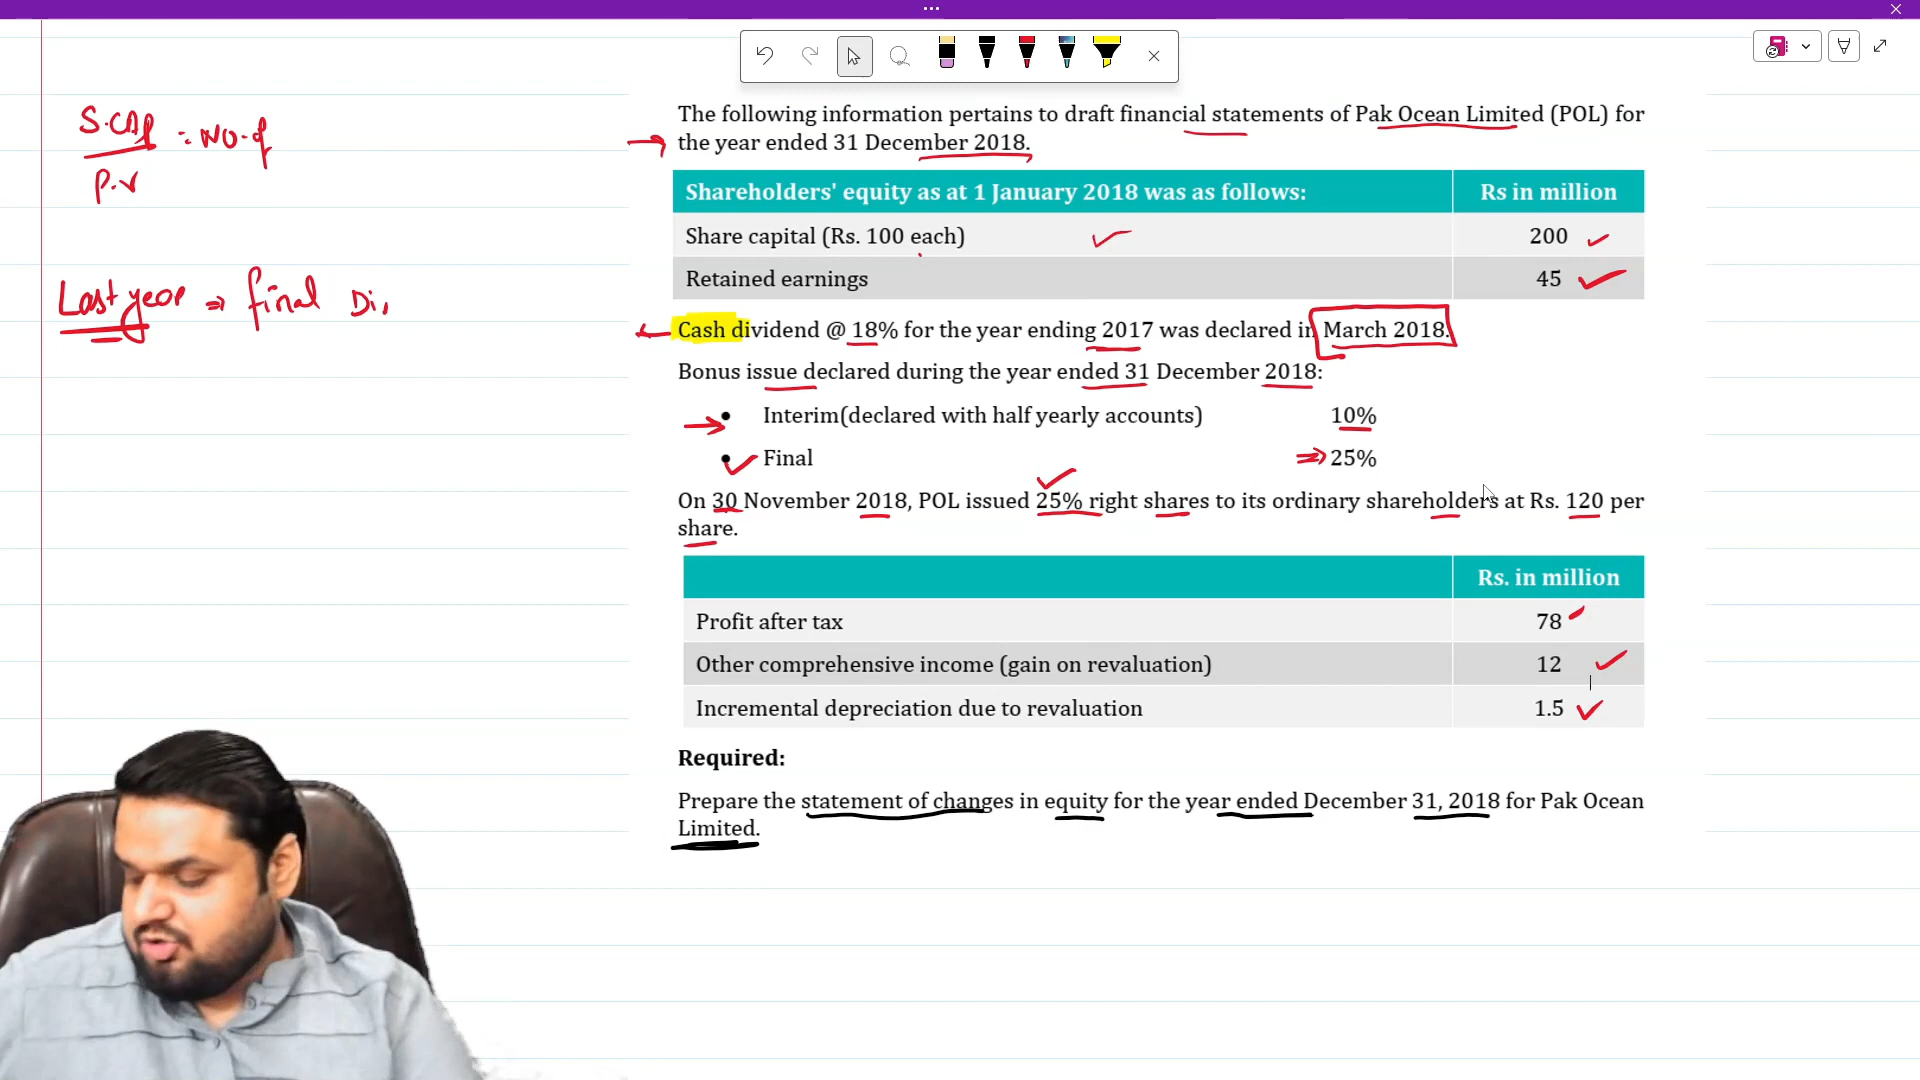 S.CAP = NO. of
P.V
Last year ⇒ final Di,
The following information pertains to draft financial statements of Pak Ocean Limited (POL) for
the year ended 31 December 2018.
Shareholders' equity as at 1 January 2018 was as follows: Rs in million
Share capital (Rs. 100 each) 200
Retained earnings 45
Cash dividend @ 18% for the year ending 2017 was declared in March 2018.
Bonus issue declared during the year ended 31 December 2018:
• Interim(declared with half yearly accounts) 10%
• Final 25%
On 30 November 2018, POL issued 25% right shares to its ordinary shareholders at Rs. 120 per
share.
Rs. in million
Profit after tax 78
Other comprehensive income (gain on revaluation) 12
Incremental depreciation due to revaluation 1.5
Required:
Prepare the statement of changes in equity for the year ended December 31, 2018 for Pak Ocean
Limited.